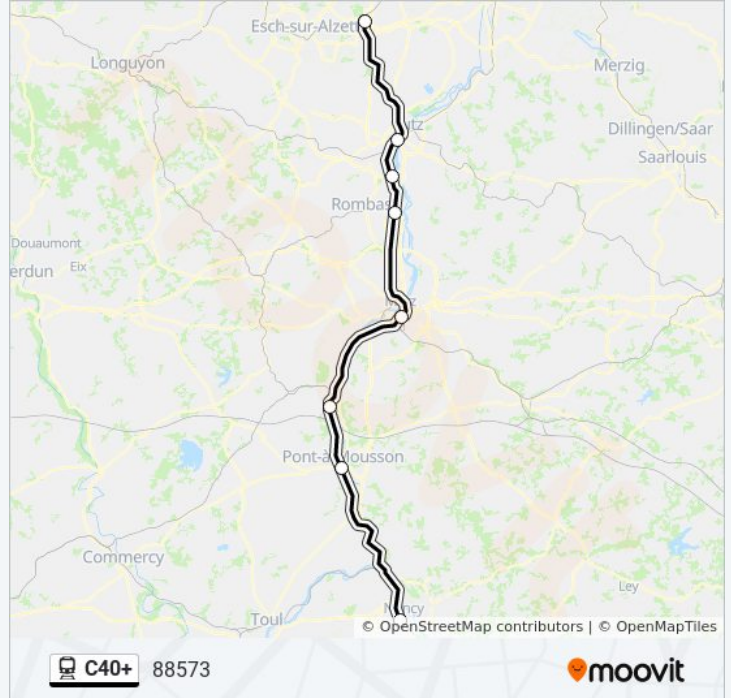 Esch-sur-Alzett
Longuyon
Merzig
Dillingen/Saar
Saarlouis
Rombas
Douaumont
erdun
Eix
Pont-à-Mousson
Commercy
Ley
Toul
Nancy
© OpenStreetMap contributors | © OpenMapTiles
C40+ 88573
moovit